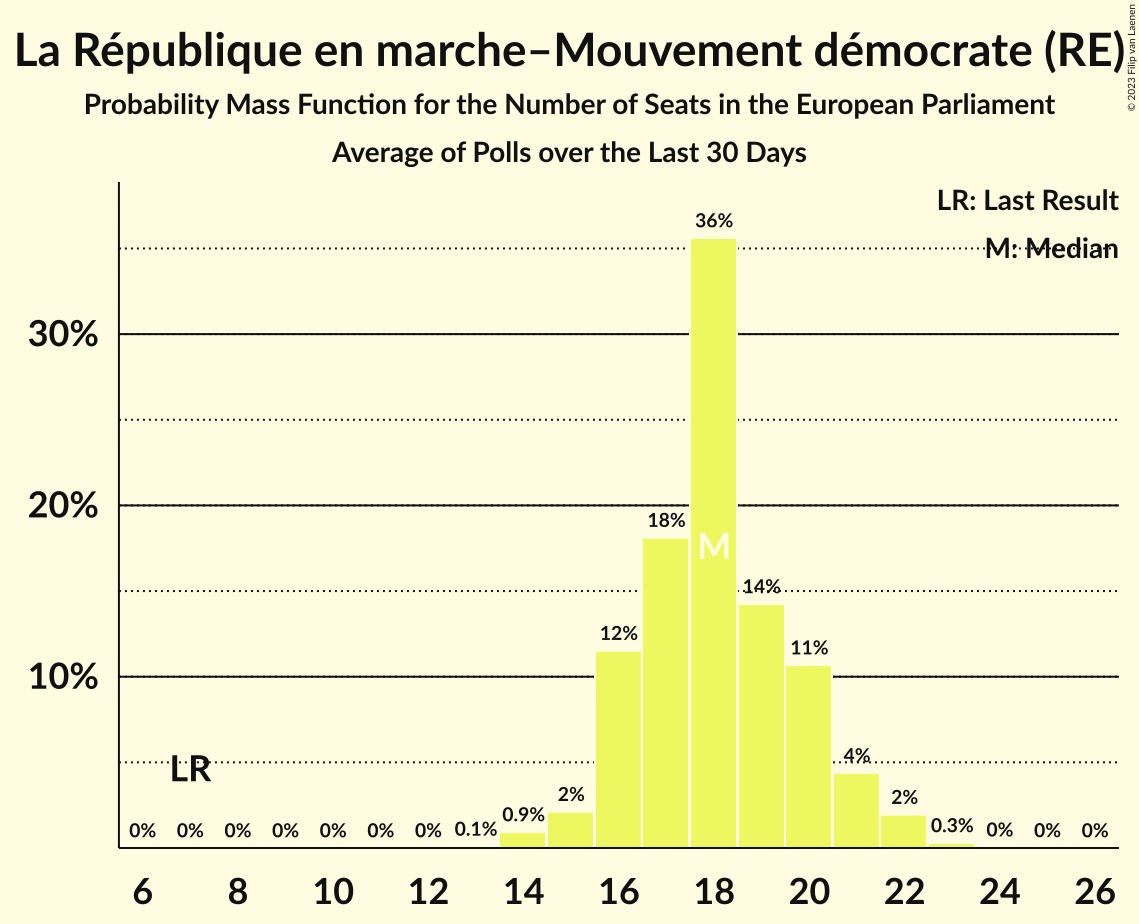 La République en marche–Mouvement démocrate (RE)
Probability Mass Function for the Number of Seats in the European Parliament
Average of Polls over the Last 30 Days
© 2023 Filip van Laenen
LR: Last Result
M: Median
36%
30%
20%
18%
M
14%
12%
11%
10%
LR
4%
2%
2%
0.9%
0% 0% 0% 0% 0% 0% 0% 0.1% 0.3% 0% 0% 0%
6 8 10 12 14 16 18 20 22 24 26